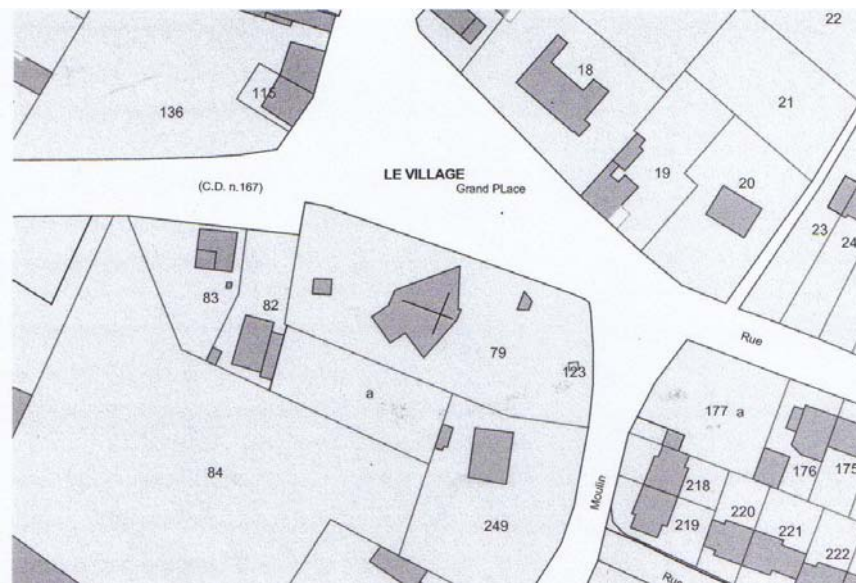 22
18
21
115
136
LE VILLAGE
Grand PLace
(C.D. n.167)
19
20
23
24
83
82
79
Rue
123
a
177 a
84
176
175
218
Moulin
249
219
220
221
222
Rue